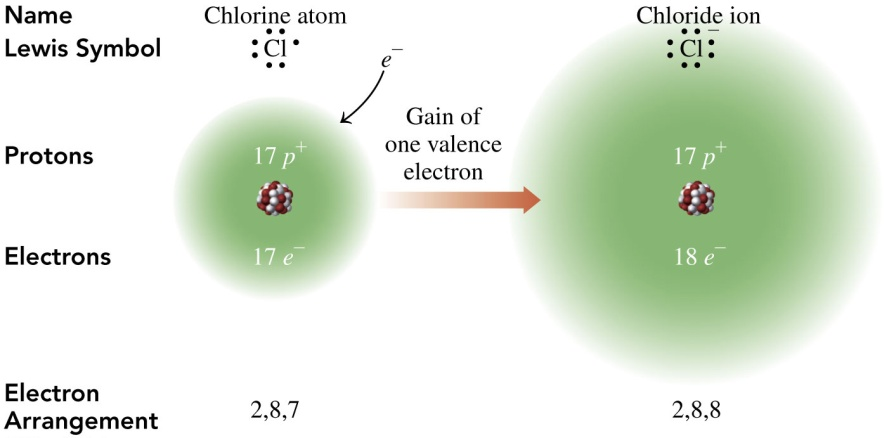 Name Chlorine atom Chloride ion
Lewis Symbol Cl Cl −
e−
Gain of
one valence
electron
Protons 17 p+ 17 p+
Electrons 17 e− 18 e−
Electron
Arrangement 2,8,7 2,8,8